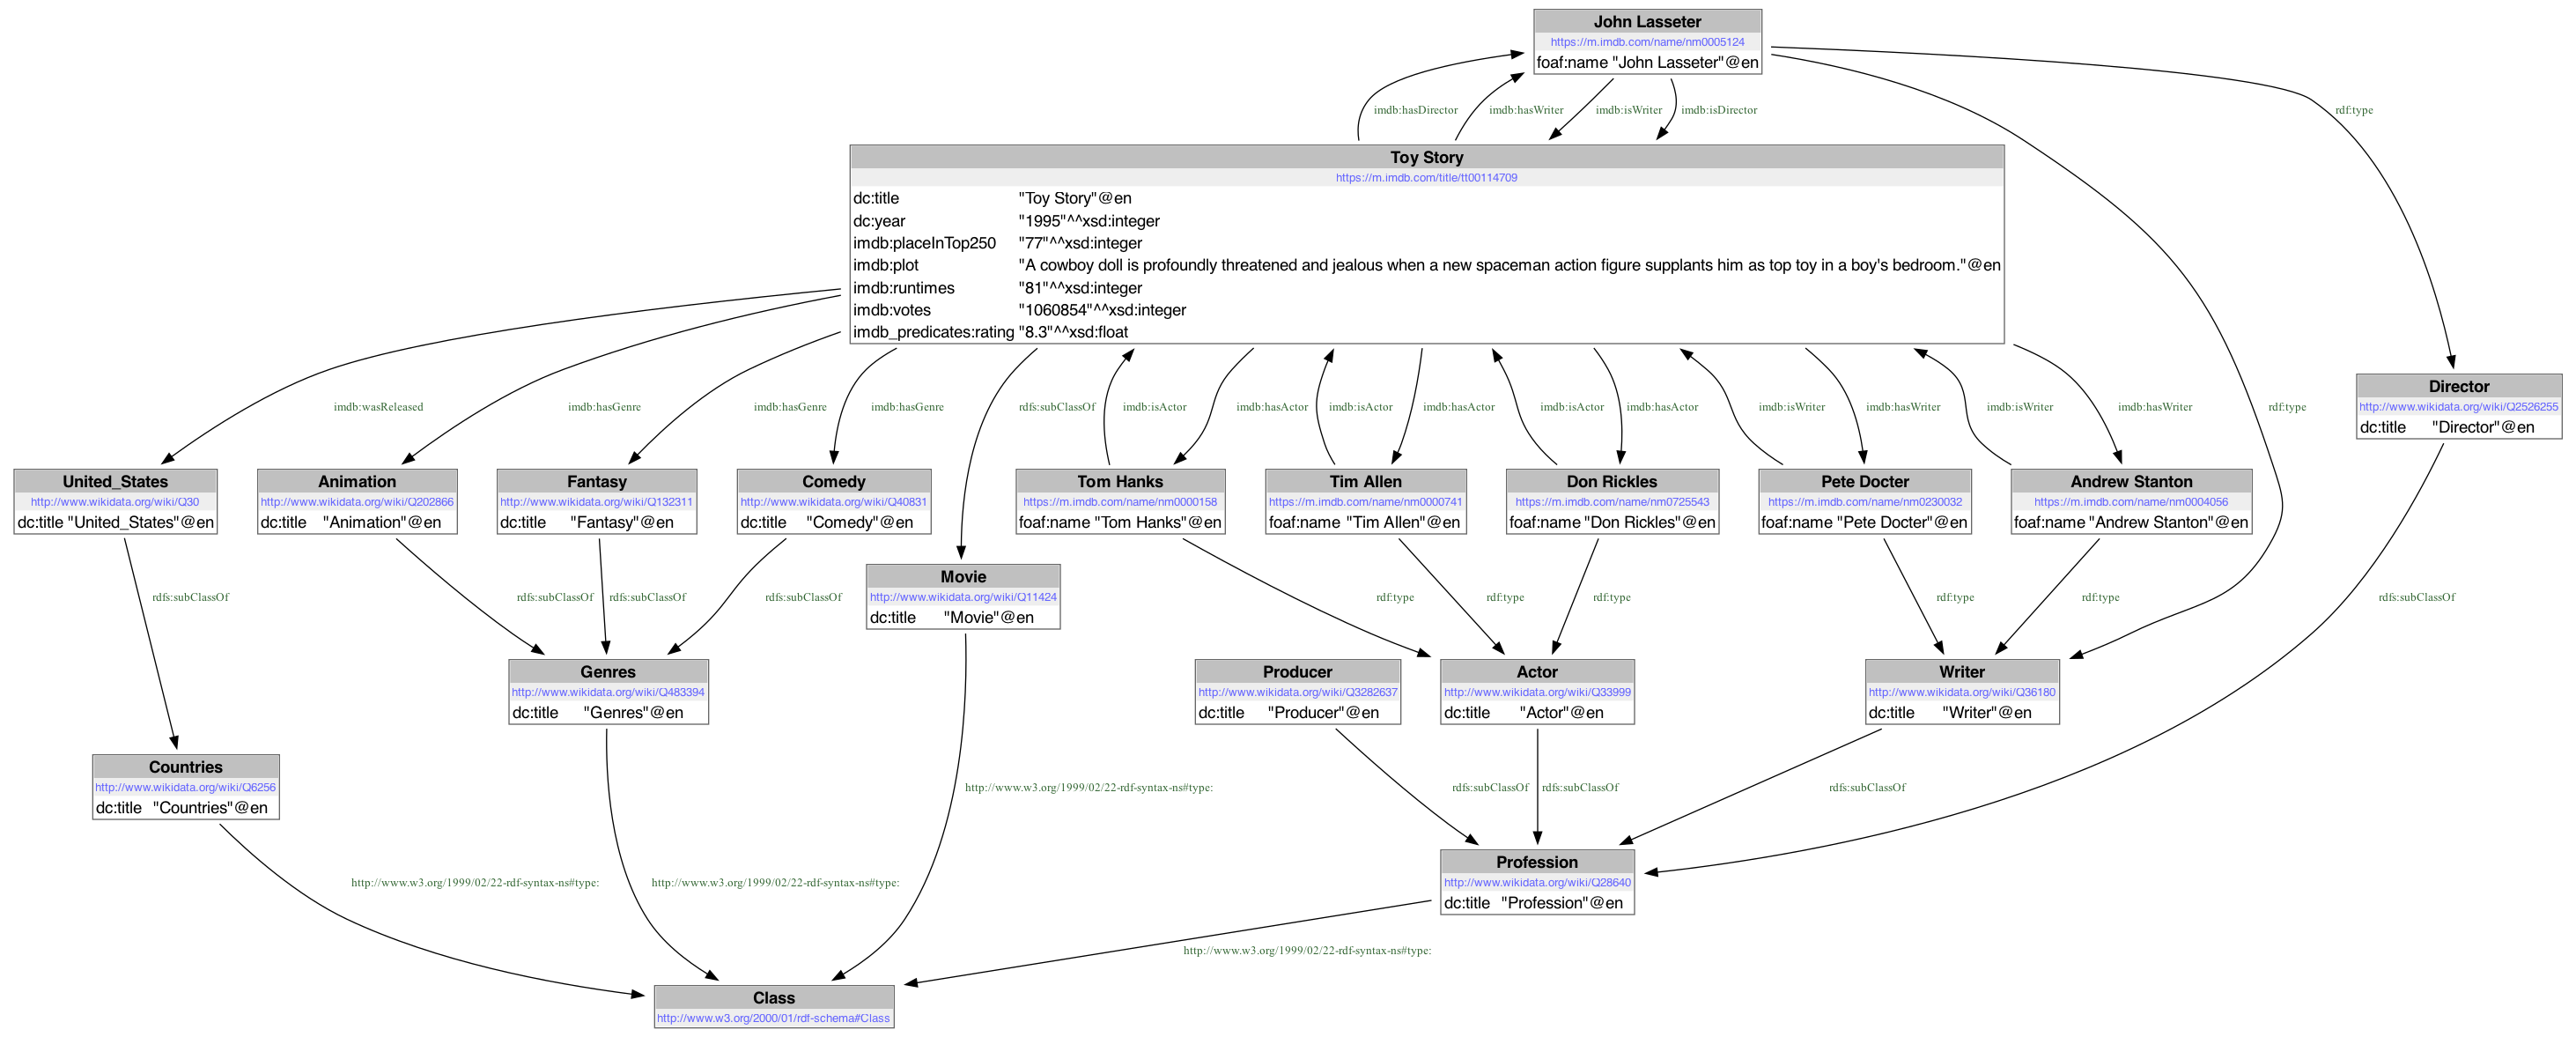 John Lasseter
https://m.imdb.com/name/nm0005124
foaf:name "John Lasseter"@en
imdb:hasDirector
imdb:hasWriter
imdb:isWriter
imdb:isDirector
rdf:type
Toy Story
https://m.imdb.com/title/tt00114709
dc:title "Toy Story"@en
dc:year "1995"^^xsd:integer
imdb:placeInTop250 "77"^^xsd:integer
imdb:plot "A cowboy doll is profoundly threatened and jealous when a new spaceman action figure supplants him as top toy in a boy's bedroom."@en
imdb:runtimes "81"^^xsd:integer
imdb:votes "1060854"^^xsd:integer
imdb_predicates:rating "8.3"^^xsd:float
imdb:wasReleased
imdb:hasGenre
imdb:hasGenre
imdb:hasGenre
rdfs:subClassOf
imdb:isActor
imdb:hasActor
imdb:isActor
imdb:hasActor
imdb:isActor
imdb:hasActor
imdb:isWriter
imdb:hasWriter
imdb:isWriter
imdb:hasWriter
rdf:type
Director
http://www.wikidata.org/wiki/Q2526255
dc:title "Director"@en
United_States
http://www.wikidata.org/wiki/Q30
dc:title "United_States"@en
Animation
http://www.wikidata.org/wiki/Q202866
dc:title "Animation"@en
Fantasy
http://www.wikidata.org/wiki/Q132311
dc:title "Fantasy"@en
Comedy
http://www.wikidata.org/wiki/Q40831
dc:title "Comedy"@en
Tom Hanks
https://m.imdb.com/name/nm0000158
foaf:name "Tom Hanks"@en
Tim Allen
https://m.imdb.com/name/nm0000741
foaf:name "Tim Allen"@en
Don Rickles
https://m.imdb.com/name/nm0725543
foaf:name "Don Rickles"@en
Pete Docter
https://m.imdb.com/name/nm0230032
foaf:name "Pete Docter"@en
Andrew Stanton
https://m.imdb.com/name/nm0004056
foaf:name "Andrew Stanton"@en
rdfs:subClassOf
rdfs:subClassOf
rdfs:subClassOf
rdfs:subClassOf
Movie
http://www.wikidata.org/wiki/Q11424
dc:title "Movie"@en
rdf:type
rdf:type
rdf:type
rdf:type
rdf:type
rdfs:subClassOf
Genres
http://www.wikidata.org/wiki/Q483394
dc:title "Genres"@en
Producer
http://www.wikidata.org/wiki/Q3282637
dc:title "Producer"@en
Actor
http://www.wikidata.org/wiki/Q33999
dc:title "Actor"@en
Writer
http://www.wikidata.org/wiki/Q36180
dc:title "Writer"@en
Countries
http://www.wikidata.org/wiki/Q6256
dc:title "Countries"@en
http://www.w3.org/1999/02/22-rdf-syntax-ns#type:
rdfs:subClassOf
rdfs:subClassOf
rdfs:subClassOf
Profession
http://www.wikidata.org/wiki/Q28640
dc:title "Profession"@en
http://www.w3.org/1999/02/22-rdf-syntax-ns#type:
http://www.w3.org/1999/02/22-rdf-syntax-ns#type:
http://www.w3.org/1999/02/22-rdf-syntax-ns#type:
Class
http://www.w3.org/2000/01/rdf-schema#Class